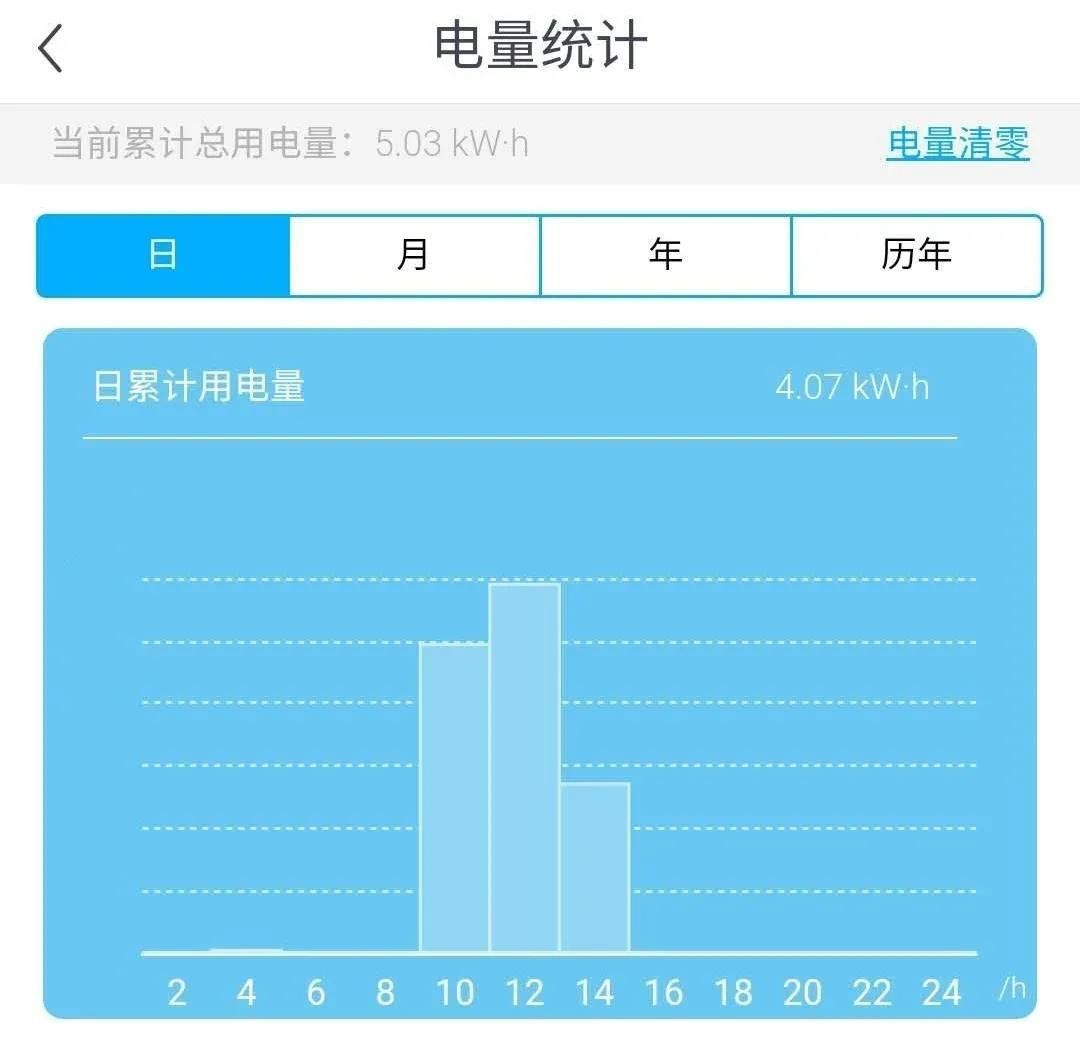 电量统计
当前累计总用电量：5.03 kW·h 电量清零
日 月 年 历年
日累计用电量 4.07 kW·h
2 4 6 8 10 12 14 16 18 20 22 24 /h